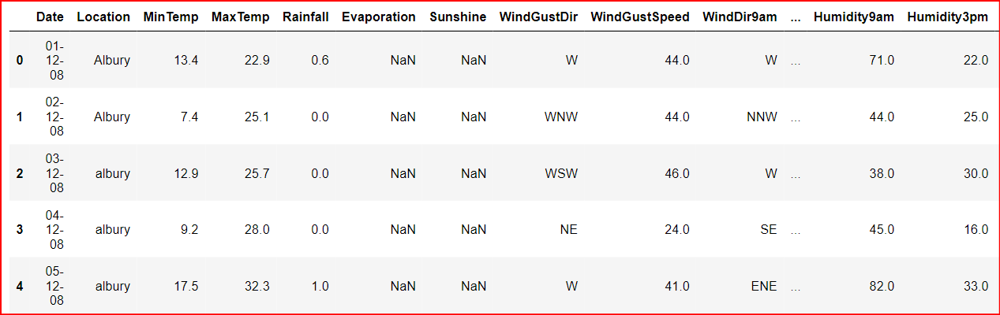 Date Location MinTemp MaxTemp Rainfall Evaporation Sunshine WindGustDir WindGustSpeed WindDir9am ... Humidity9am Humidity3pm
0 01-12-08 Albury 13.4 22.9 0.6 NaN NaN W 44.0 W ... 71.0 22.0
1 02-12-08 Albury 7.4 25.1 0.0 NaN NaN WNW 44.0 NNW ... 44.0 25.0
2 03-12-08 albury 12.9 25.7 0.0 NaN NaN WSW 46.0 W ... 38.0 30.0
3 04-12-08 albury 9.2 28.0 0.0 NaN NaN NE 24.0 SE ... 45.0 16.0
4 05-12-08 albury 17.5 32.3 1.0 NaN NaN W 41.0 ENE ... 82.0 33.0